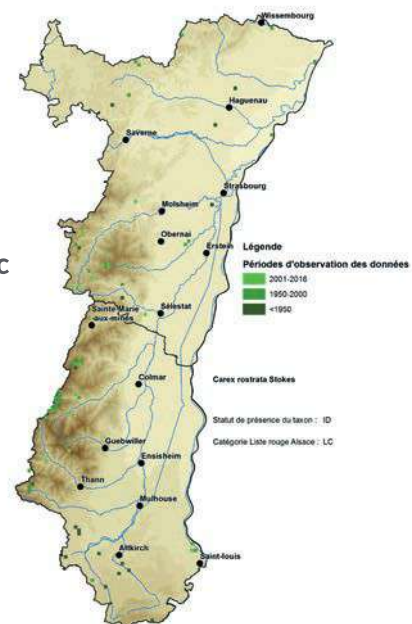 Wissembourg
Haguenau
Saverne
Strasbourg
Molsheim
Obernai
Erstein
C
Légende
Périodes d'observation des données
2001-2016
1950-2000
<1950
Sainte-Marie
-aux-mines
Sélestat
Colmar
Carex rostrata Stokes
Statut de présence du taxon : ID
Catégorie Liste rouge Alsace : LC
Guebwiller
Ensisheim
Thann
Mulhouse
Altkirch
Saint-louis